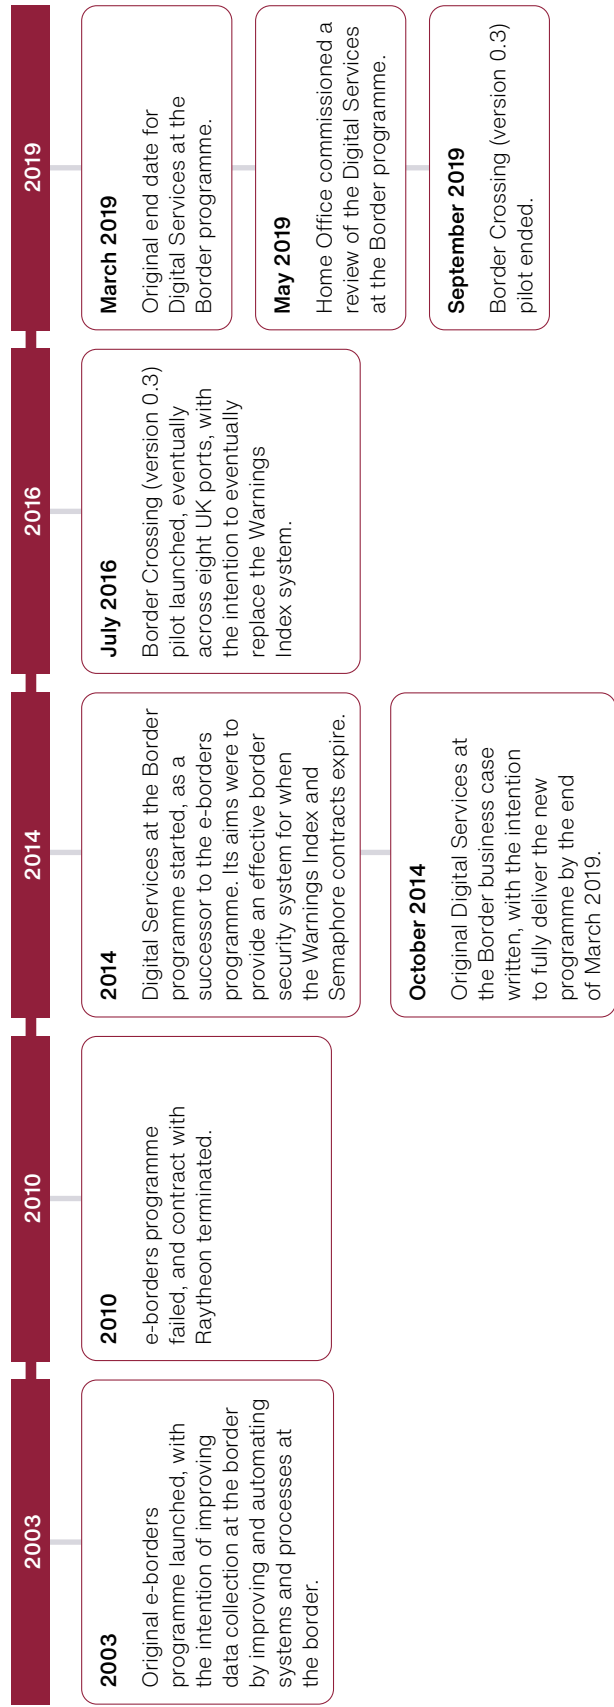 2003
2003
Original e-borders
programme launched, with
the intention of improving
data collection at the border
by improving and automating
systems and processes at
the border.
2010
2010
e-borders programme
failed, and contract with
Raytheon terminated.
2014
2014
Digital Services at the Border
programme started, as a
successor to the e-borders
programme. Its aims were to
provide an effective border
security system for when
the Warnings Index and
Semaphore contracts expire.
October 2014
Original Digital Services at
the Border business case
written, with the intention
to fully deliver the new
programme by the end
of March 2019.
2016
July 2016
Border Crossing (version 0.3)
pilot launched, eventually
across eight UK ports, with
the intention to eventually
replace the Warnings
Index system.
2019
March 2019
Original end date for
Digital Services at the
Border programme.
May 2019
Home Office commissioned a
review of the Digital Services
at the Border programme.
September 2019
Border Crossing (version 0.3)
pilot ended.